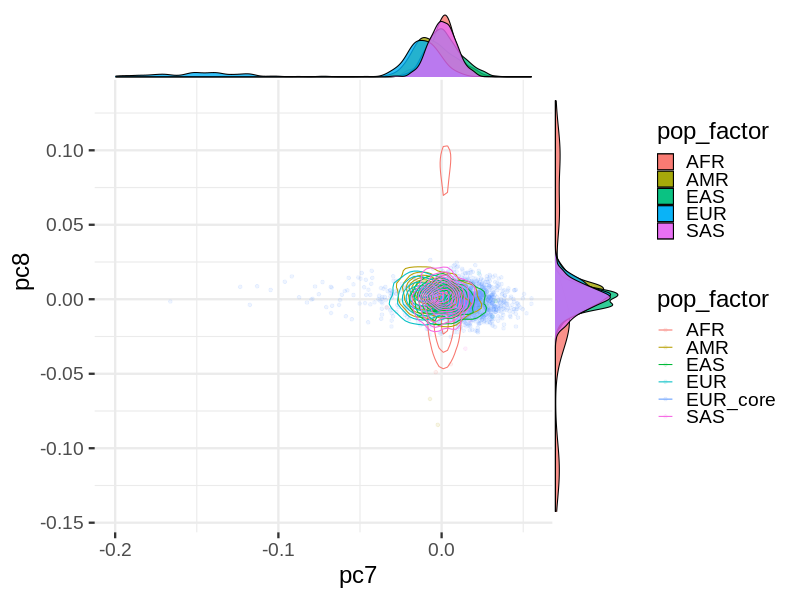 pop_factor
AFR
AMR
EAS
EUR
SAS
0.10
0.05
0.00
-0.05
-0.10
-0.15
pc8
-0.2
-0.1
0.0
pc7
pop_factor
AFR
AMR
EAS
EUR
EUR_core
SAS